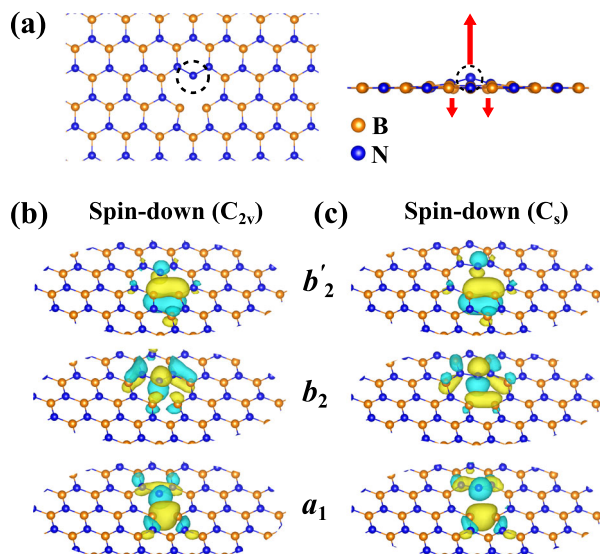 (a)
B
N
(b) Spin-down (C2v) (c) Spin-down (Cs)
b′2
b2
a1